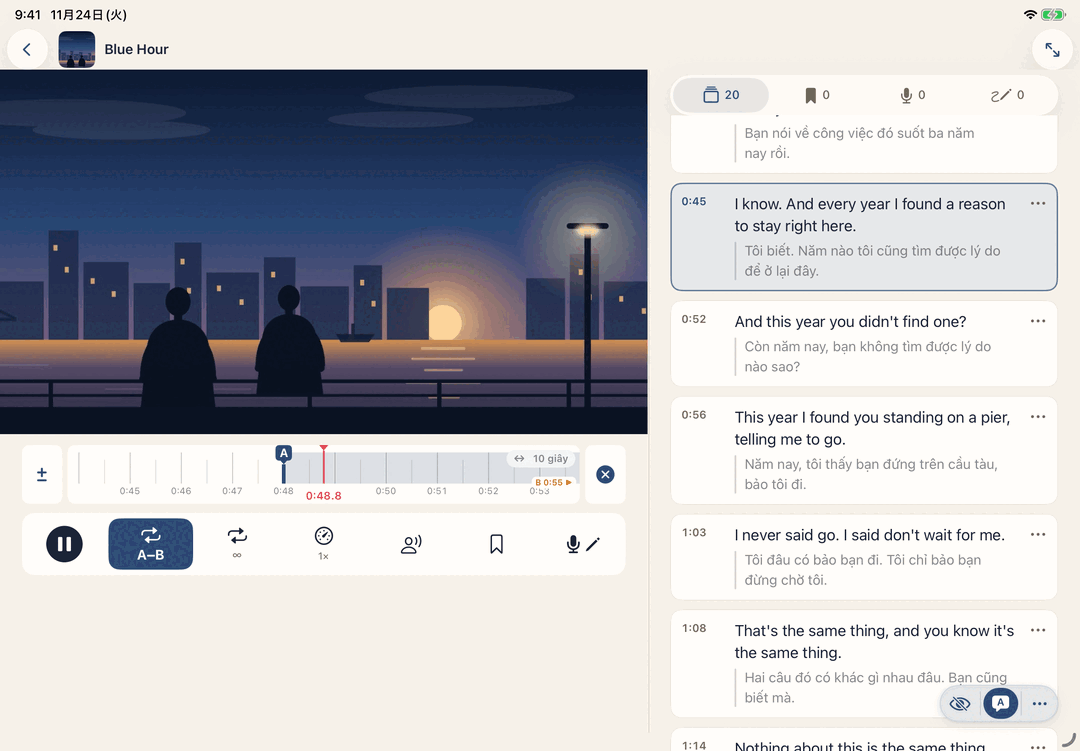 9:41 11月24日(火)
Blue Hour
20
0
0
0
Bạn nói về công việc đó suốt ba năm
nay rồi.
0:45
I know. And every year I found a reason
to stay right here.
Tôi biết. Năm nào tôi cũng tìm được lý do
để ở lại đây.
0:52
And this year you didn't find one?
Còn năm nay, bạn không tìm được lý do
nào sao?
0:56
This year I found you standing on a pier,
telling me to go.
Năm nay, tôi thấy bạn đứng trên cầu tàu,
bảo tôi đi.
1:03
I never said go. I said don't wait for me.
Tôi đâu có bảo bạn đi. Tôi chỉ bảo bạn
đừng chờ tôi.
1:08
That's the same thing, and you know it's
the same thing.
Hai câu đó có khác gì nhau đâu. Bạn cũng
biết mà.
1:14
Nothing about this is the same thing.
A
±
A
10 giây
B 0:55
0:45
0:46
0:47
0:48
0:48.8
0:50
0:51
0:52
0:53
A–B
∞
1×